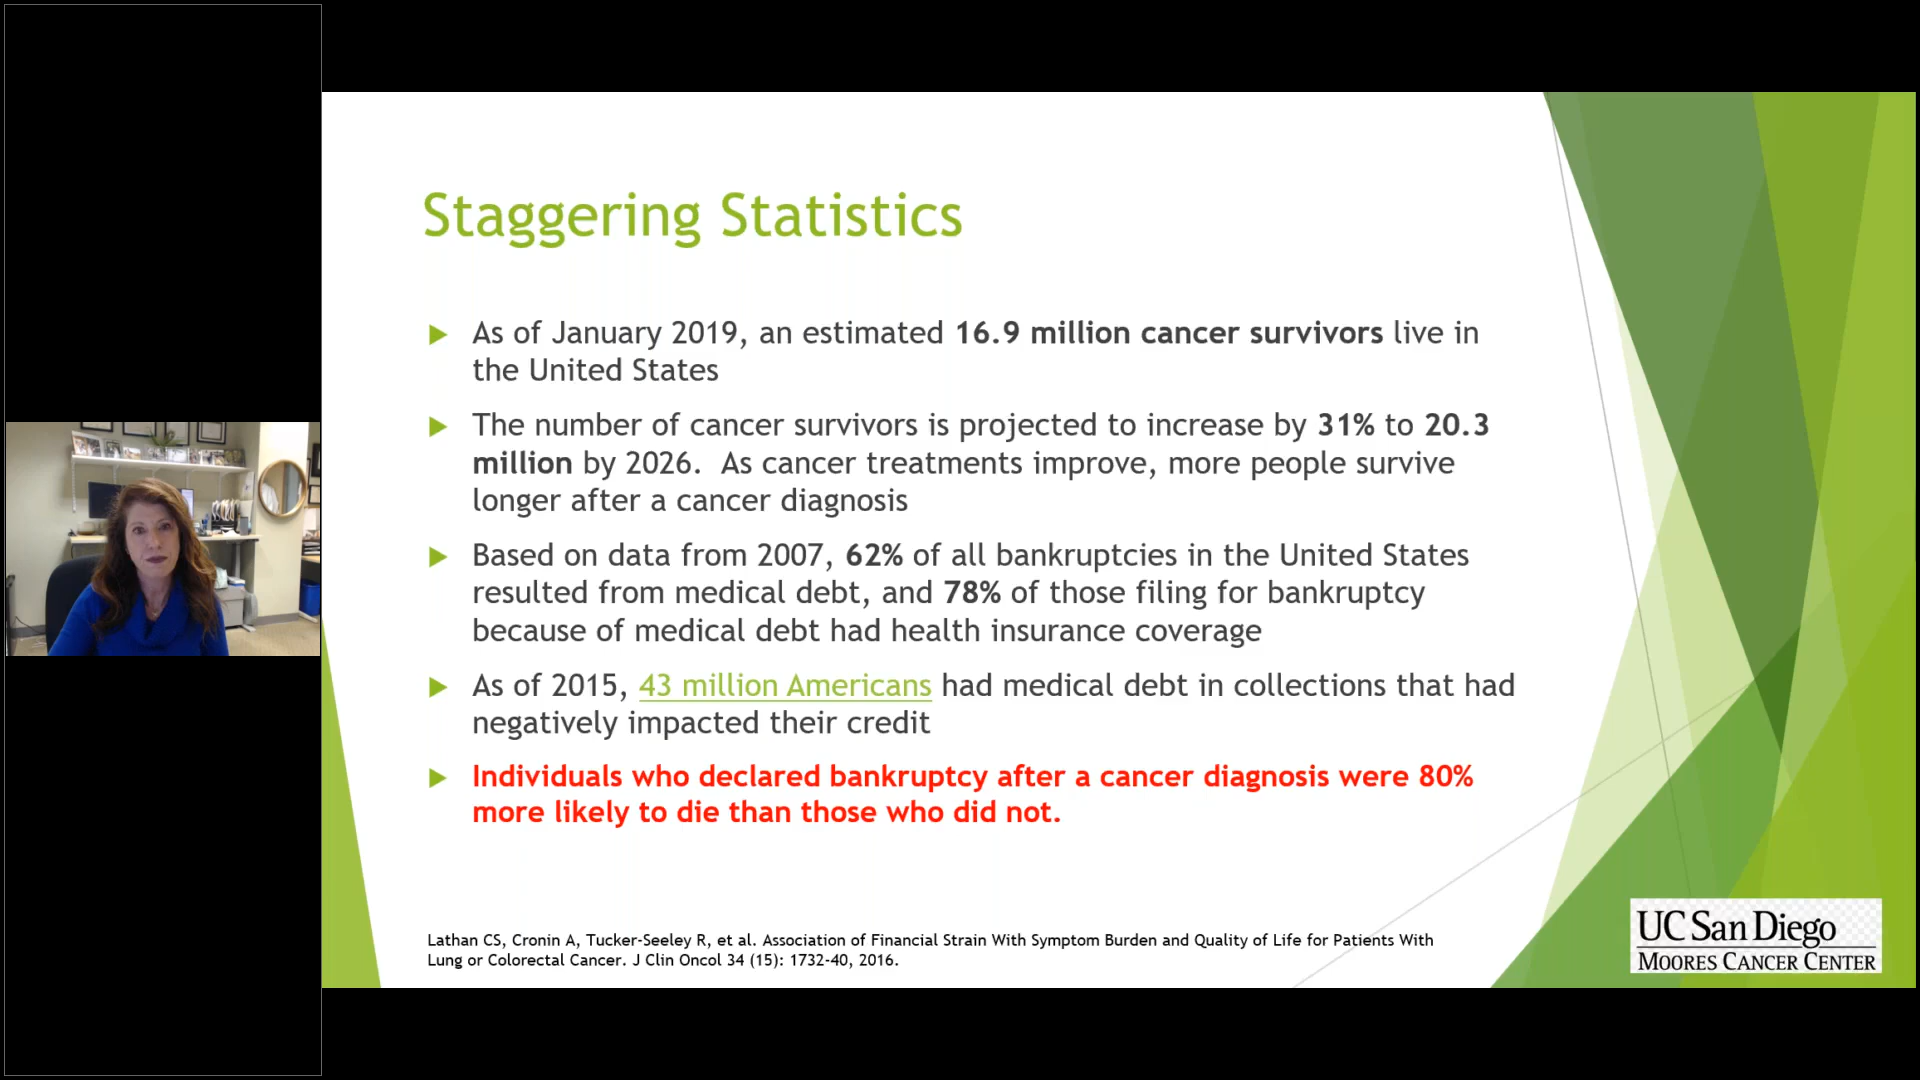 Staggering Statistics
As of January 2019, an estimated 16.9 million cancer survivors live in
the United States
The number of cancer survivors is projected to increase by 31% to 20.3
million by 2026. As cancer treatments improve, more people survive
longer after a cancer diagnosis
Based on data from 2007, 62% of all bankruptcies in the United States
resulted from medical debt, and 78% of those filing for bankruptcy
because of medical debt had health insurance coverage
As of 2015, 43 million Americans had medical debt in collections that had
negatively impacted their credit
Individuals who declared bankruptcy after a cancer diagnosis were 80%
more likely to die than those who did not.
Lathan CS, Cronin A, Tucker-Seeley R, et al. Association of Financial Strain With Symptom Burden and Quality of Life for Patients With
Lung or Colorectal Cancer. J Clin Oncol 34 (15): 1732-40, 2016.
UC San Diego
MOORES CANCER CENTER